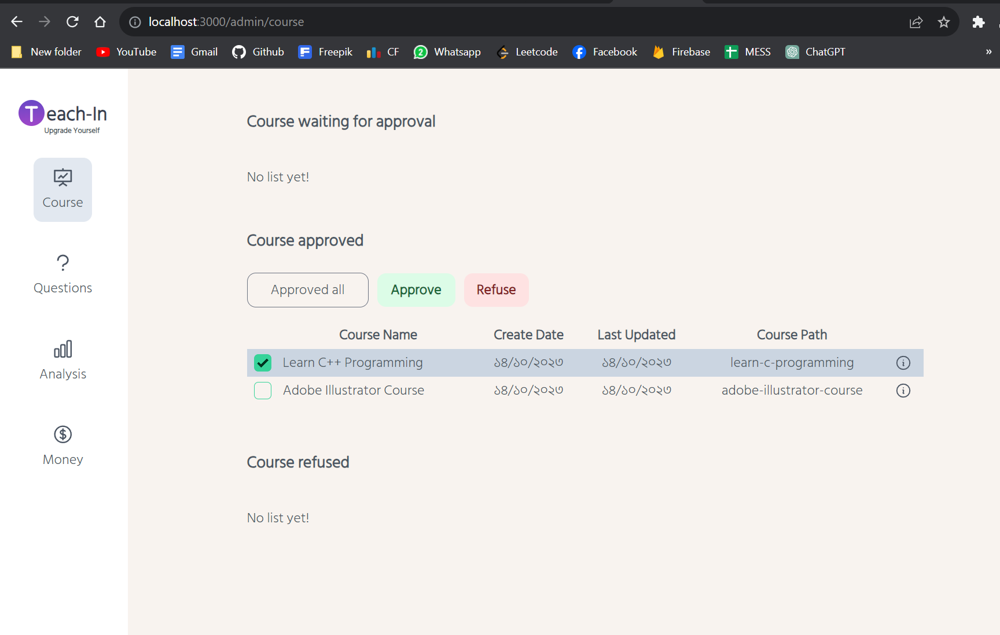 localhost:3000/admin/course
New folder YouTube Gmail Github Freepik CF 2 Whatsapp Leetcode Facebook Firebase MESS ChatGPT »
Teach-In
Upgrade Yourself
Course
Questions
Analysis
Money
Course waiting for approval
No list yet!
Course approved
Approved all Approve Refuse
Course Name Create Date Last Updated Course Path
Learn C++ Programming ১৪/১০/২০২৩ ১৪/১০/২০২৩ learn-c-programming
Adobe Illustrator Course ১৪/১০/২০২৩ ১৪/১০/২০২৩ adobe-illustrator-course
Course refused
No list yet!